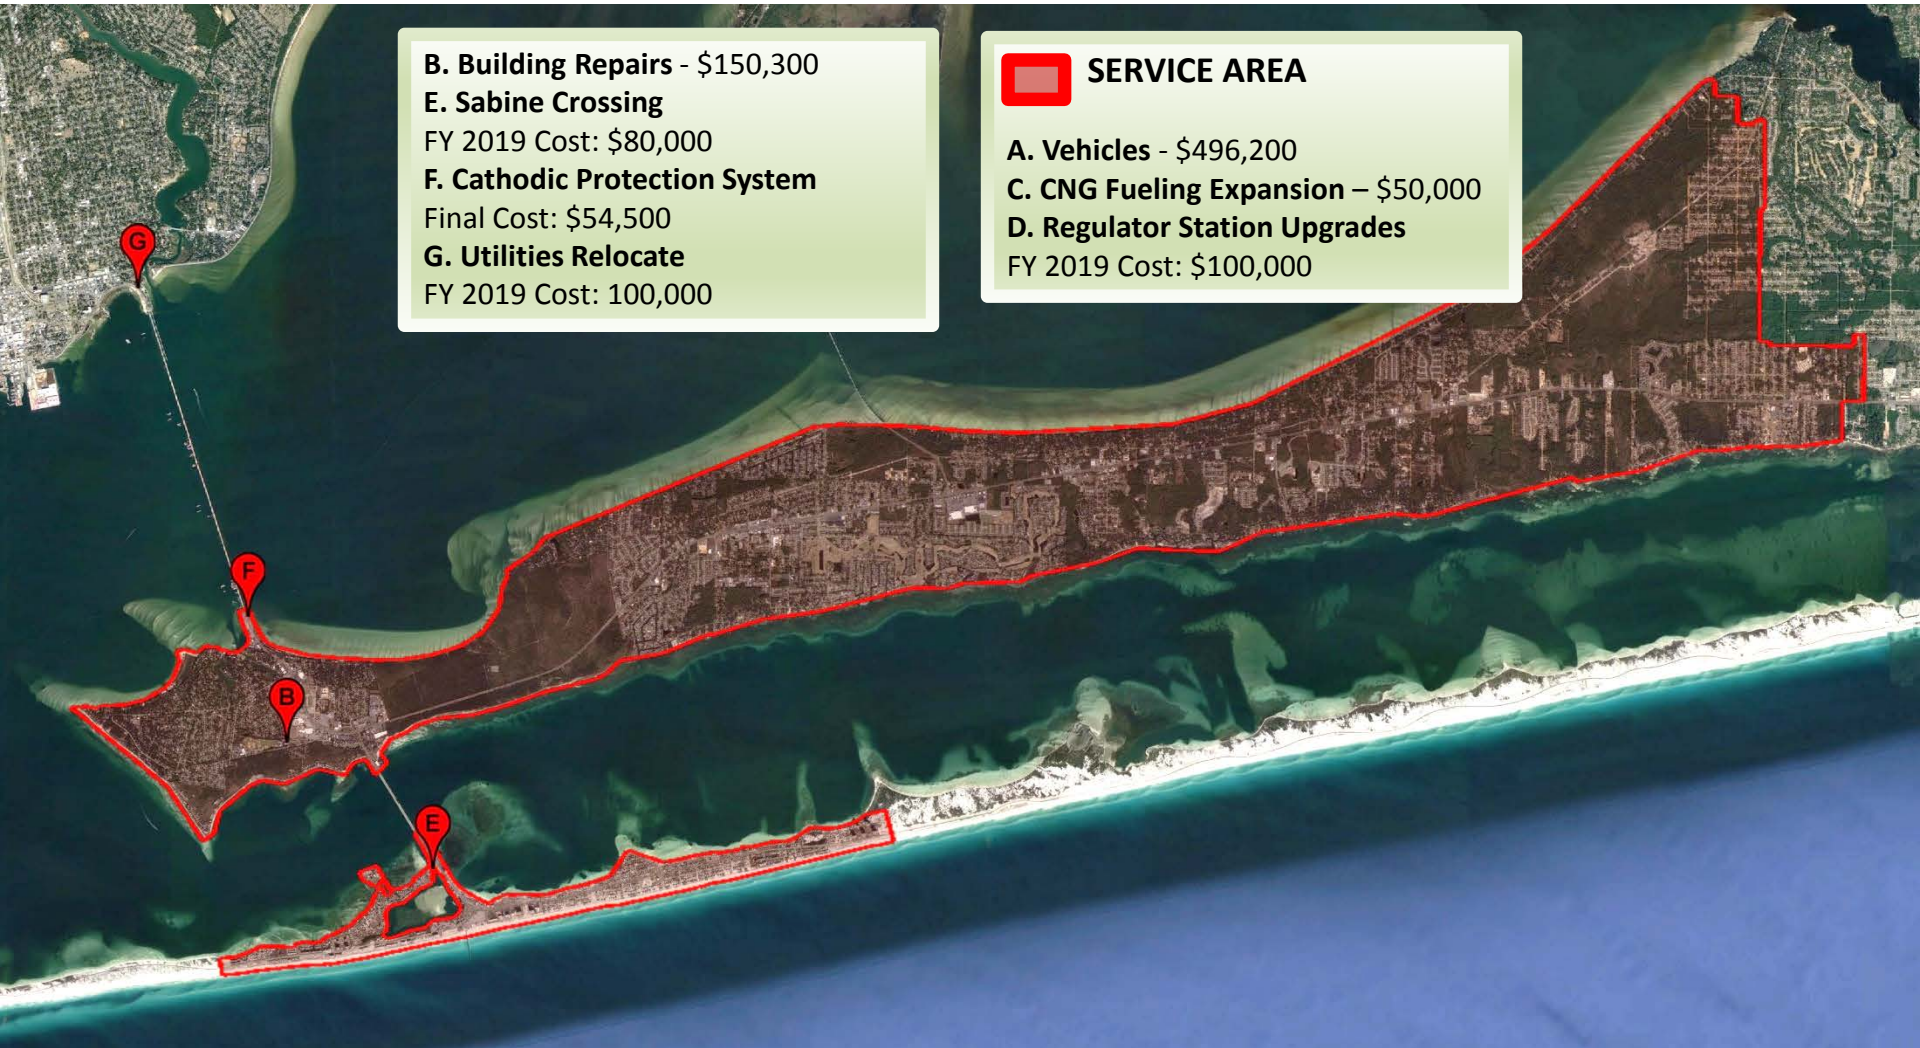 B. Building Repairs - $150,300
E. Sabine Crossing
FY 2019 Cost: $80,000
F. Cathodic Protection System
Final Cost: $54,500
G. Utilities Relocate
FY 2019 Cost: 100,000
SERVICE AREA
A. Vehicles - $496,200
C. CNG Fueling Expansion – $50,000
D. Regulator Station Upgrades
FY 2019 Cost: $100,000
G
F
B
E